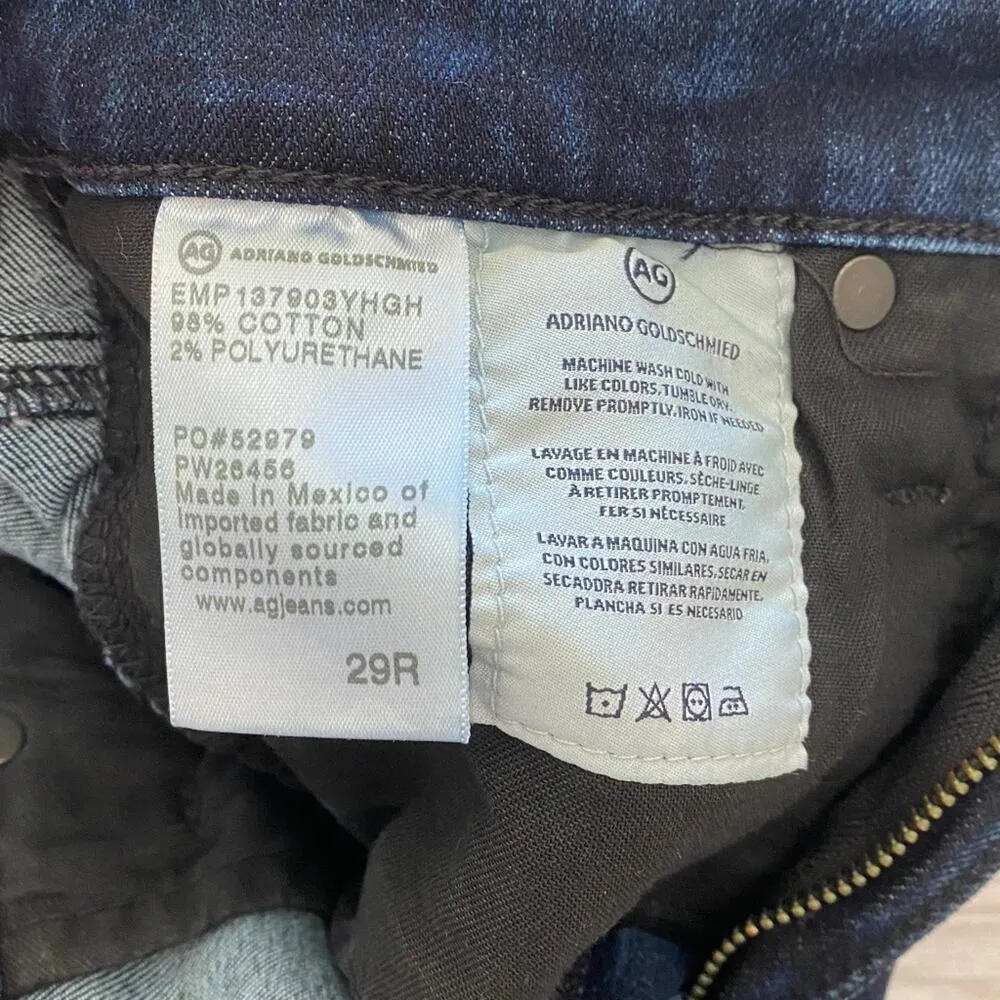 AG ADRIANO GOLDSCHMIED
EMP137903YHGH
98% COTTON
2% POLYURETHANE
PO#52979
PW26456
Made in Mexico of
imported fabric and
globally sourced
components
www.agjeans.com
29R
AG
ADRIANO GOLDSCHMIED
MACHINE WASH COLD WITH
LIKE COLORS, TUMBLE DRY.
REMOVE PROMPTLY, IRON IF NEEDED
LAVAGE EN MACHINE À FROID AVEC
COMME COULEURS, SÈCHE-LINGE
À RETIRER PROMPTEMENT,
FER SI NÉCESSAIRE
LAVAR A MAQUINA CON AGUA FRIA,
CON COLORES SIMILARES, SECAR EN
SECADORA RETIRAR RAPIDAMENTE,
PLANCHA SI ES NECESARIO